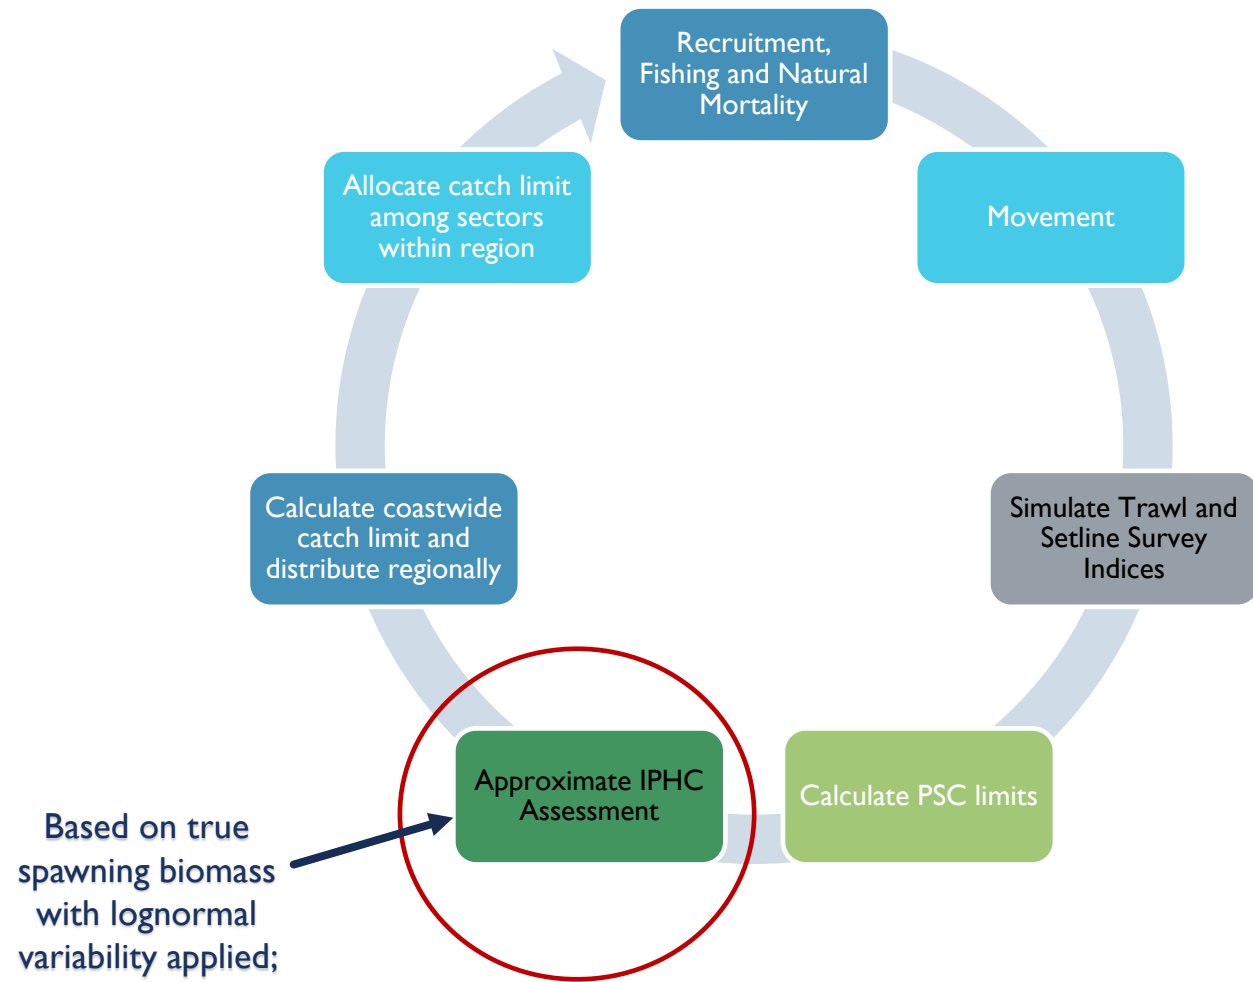 Recruitment,
Fishing and Natural
Mortality
Allocate catch limit
among sectors
within region
Movement
Calculate coastwide
catch limit and
distribute regionally
Simulate Trawl and
Setline Survey
Indices
Approximate IPHC
Assessment
Calculate PSC limits
Based on true
spawning biomass
with lognormal
variability applied;